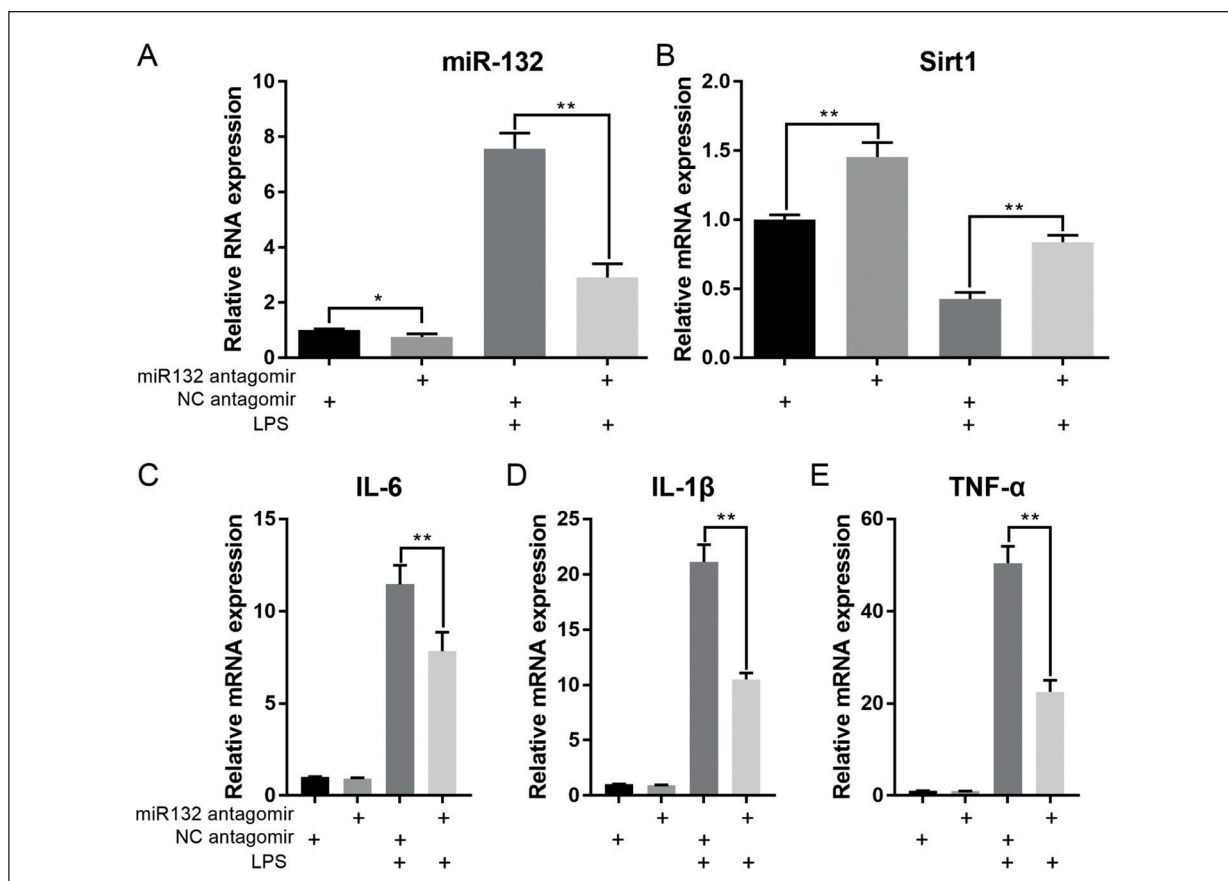 A
miR-132
Relative RNA expression
10
8
6
4
2
0
*
**
miR132 antagomir + +
NC antagomir + +
LPS + +
B
Sirt1
Relative mRNA expression
2.0
1.5
1.0
0.5
0.0
**
**
+ +
+ +
+ +
C
IL-6
Relative mRNA expression
15
10
5
0
**
miR132 antagomir + +
NC antagomir + +
LPS + +
D
IL-1β
Relative mRNA expression
25
20
15
10
5
0
**
+ +
+ +
+ +
E
TNF-α
Relative mRNA expression
60
40
20
0
**
+ +
+ +
+ +